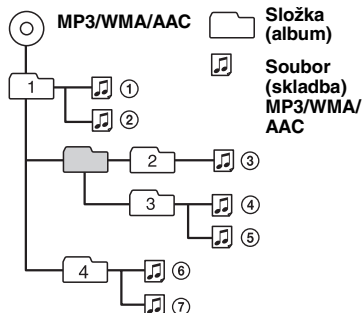 MP3/WMA/AAC
Složka
(album)
Soubor
(skladba)
MP3/WMA/
AAC
1
①
②
2
③
3
④
⑤
4
⑥
⑦